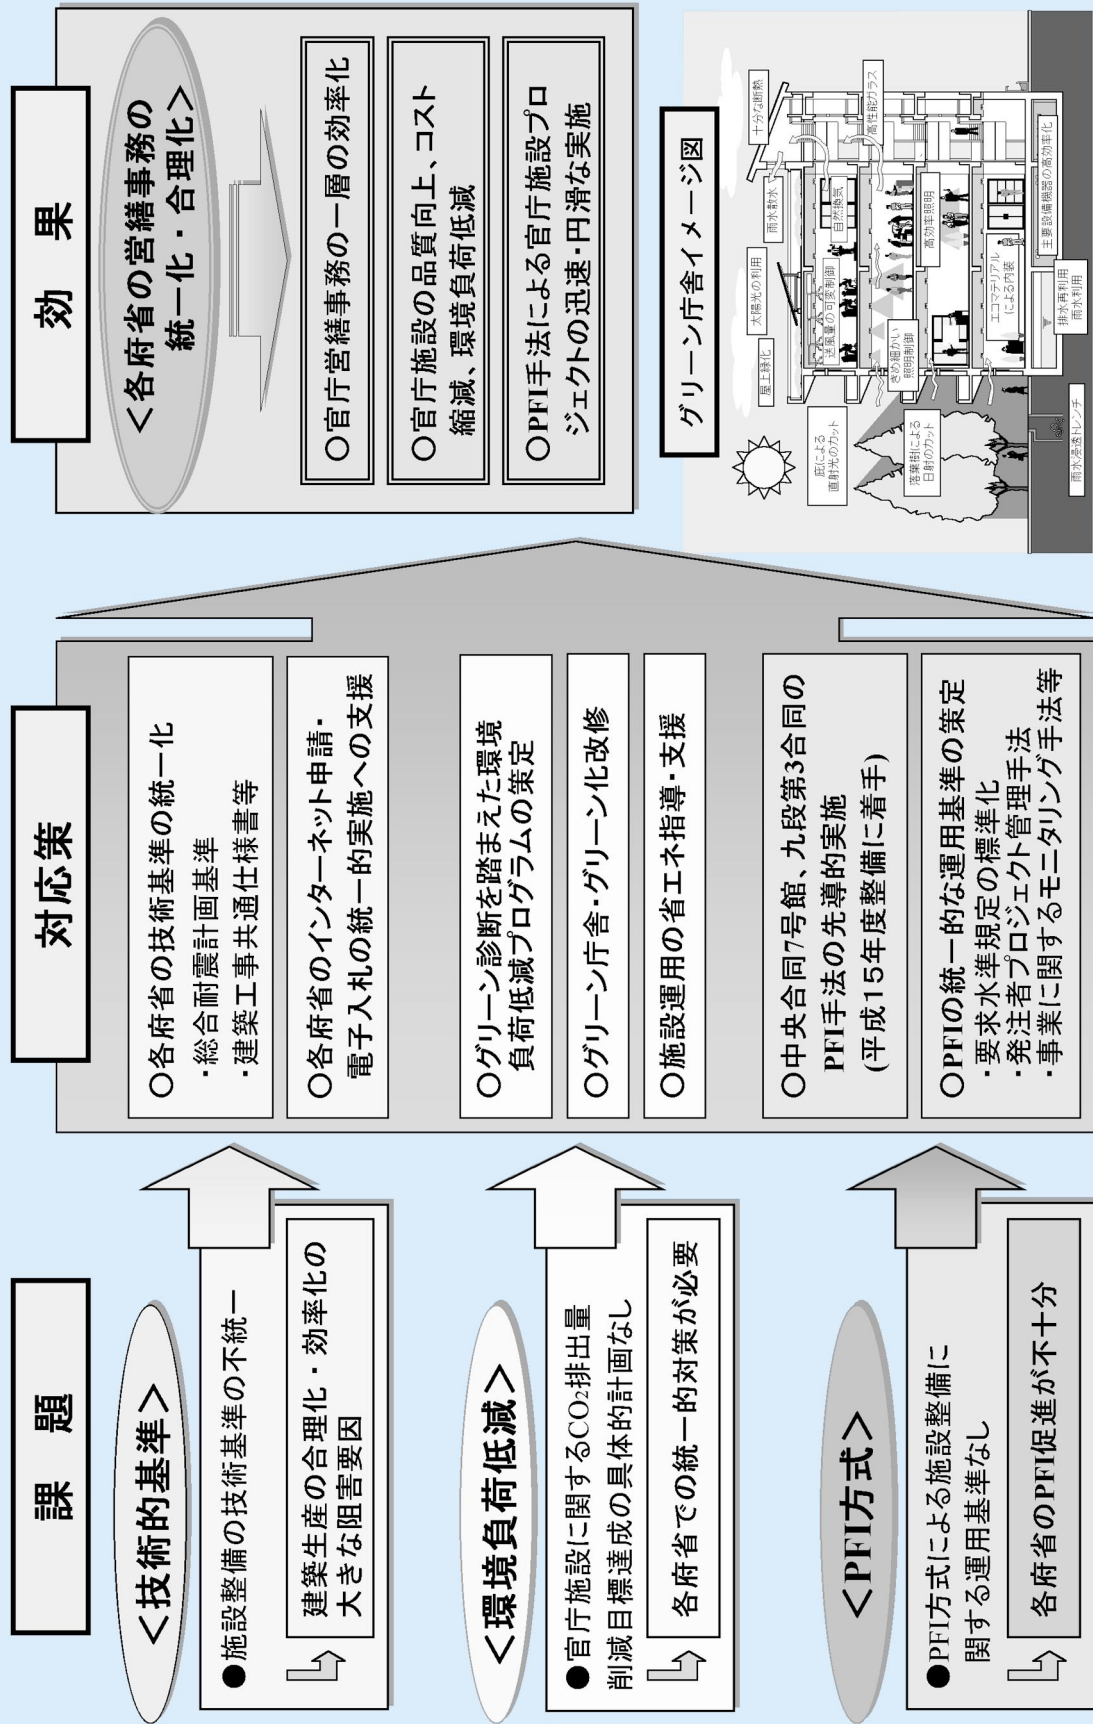 課　題
＜技術的基準＞
●施設整備の技術基準の不統一
建築生産の合理化・効率化の
大きな阻害要因
＜環境負荷低減＞
●官庁施設に関するCO₂排出量
削減目標達成の具体的計画なし
各府省での統一的対策が必要
＜PFI方式＞
●PFI方式による施設整備に
関する運用基準なし
各府省のPFI促進が不十分
対応策
○各府省の技術基準の統一化
・総合耐震計画基準
・建築工事共通仕様書等
○各府省のインターネット申請・
電子入札の統一的実施への支援
○グリーン診断を踏まえた環境
負荷低減プログラムの策定
○グリーン庁舎・グリーン化改修
○施設運用の省エネ指導・支援
○中央合同7号館、九段第3合同の
PFI手法の先導的実施
(平成15年度整備に着手)
○PFIの統一的な運用基準の策定
・要求水準規定の標準化
・発注者プロジェクト管理手法
・事業に関するモニタリング手法等
効　果
＜各府省の営繕事務の
統一化・合理化＞
○官庁営繕事務の一層の効率化
○官庁施設の品質向上、コスト
縮減、環境負荷低減
○PFI手法による官庁施設プロ
ジェクトの迅速・円滑な実施
グリーン庁舎イメージ図
屋上緑化
太陽光の利用
雨水散水
十分な断熱
庇による
直射光のカット
送風量の可変制御
自然換気
高性能ガラス
落葉樹による
日射のカット
きめ細かい
照明制御
高効率照明
エコマテリアル
による内装
主要設備機器の高効率化
排水再利用
雨水利用
雨水浸透トレンチ